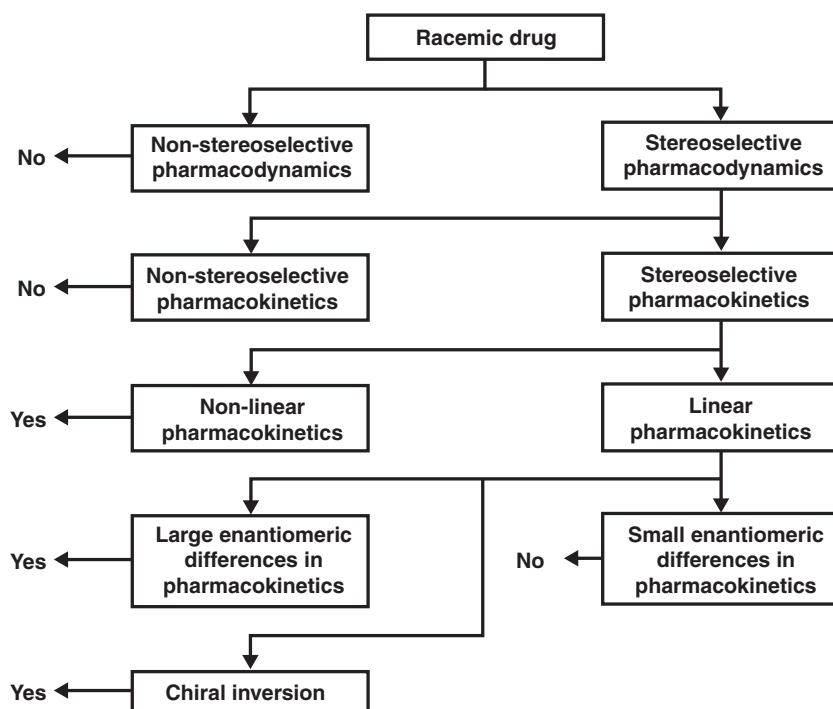 Racemic drug
No
Non-stereoselective
pharmacodynamics
Stereoselective
pharmacodynamics
No
Non-stereoselective
pharmacokinetics
Stereoselective
pharmacokinetics
Yes
Non-linear
pharmacokinetics
Linear
pharmacokinetics
Yes
Large enantiomeric
differences in
pharmacokinetics
No
Small enantiomeric
differences in
pharmacokinetics
Yes
Chiral inversion